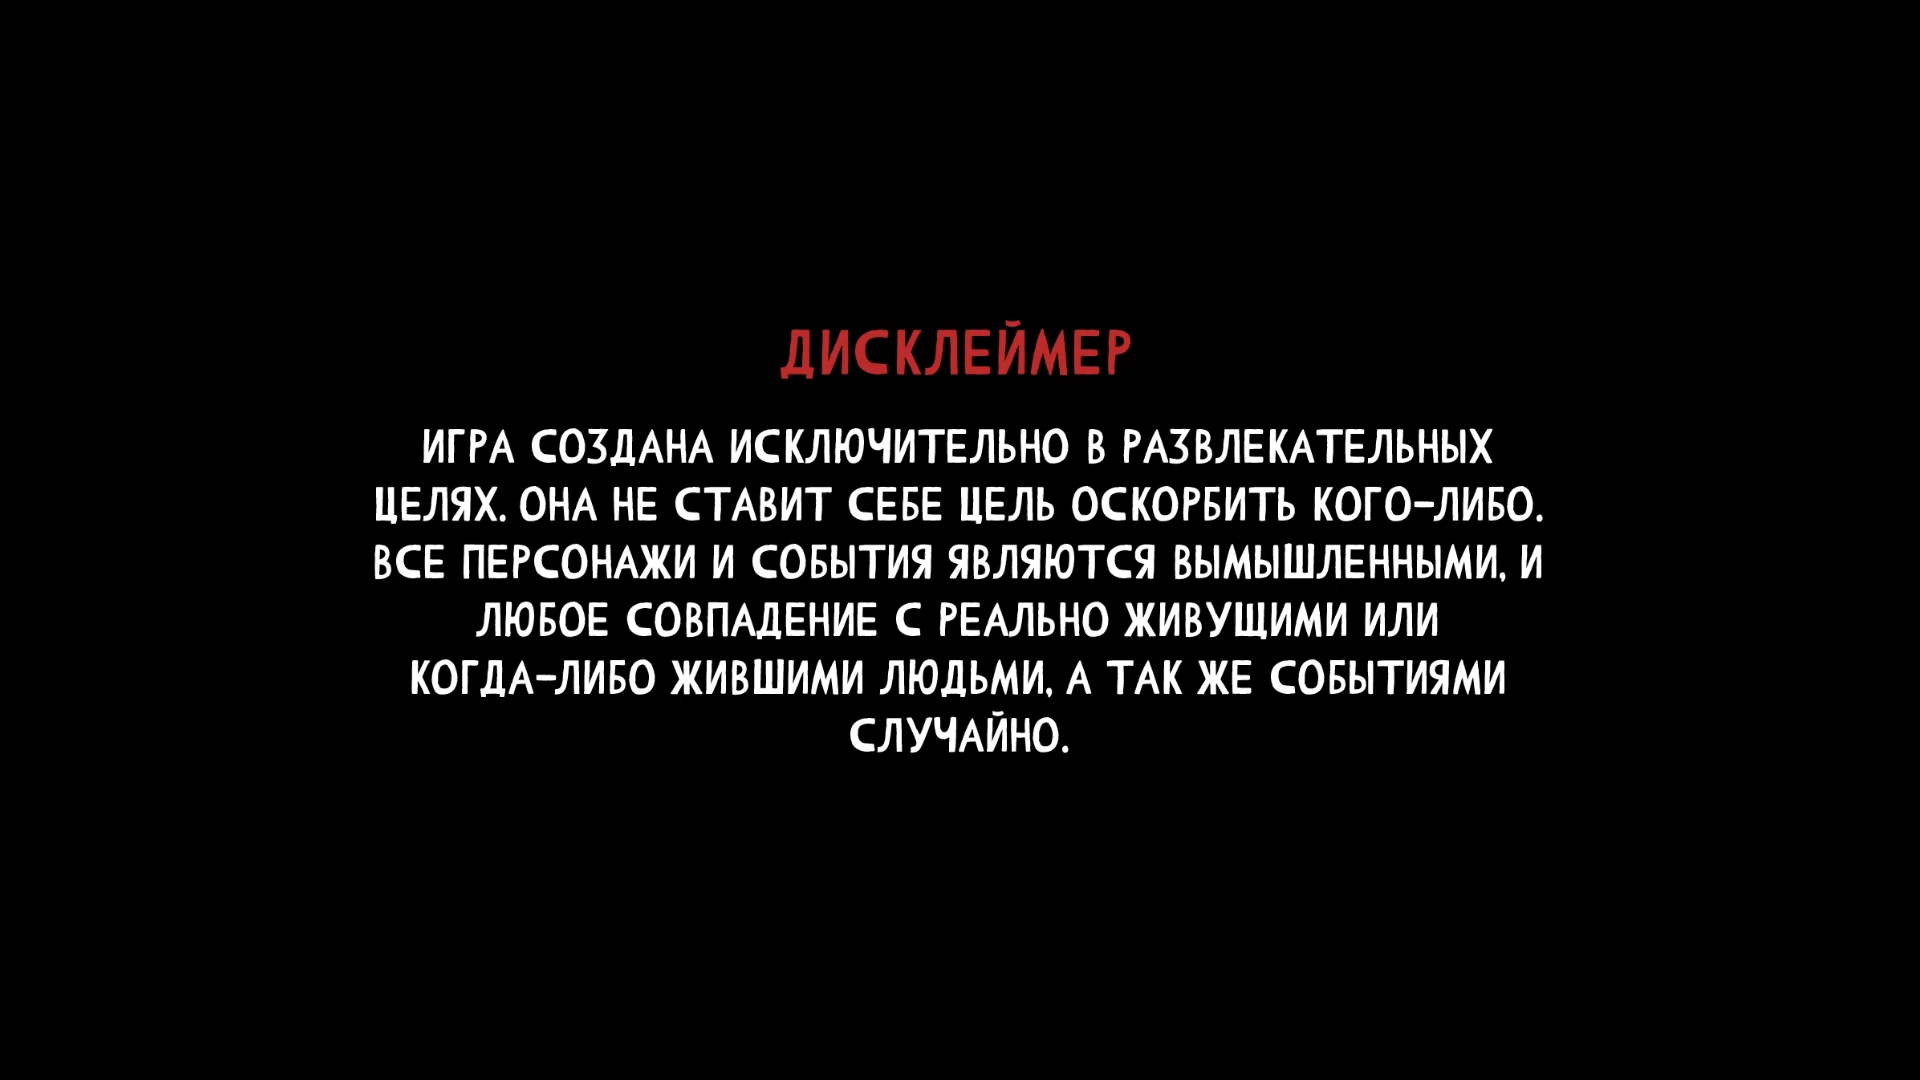 ДИСКЛЕЙМЕР
ИГРА СОЗДАНА ИСКЛЮЧИТЕЛЬНО В РАЗВЛЕКАТЕЛЬНЫХ
ЦЕЛЯХ. ОНА НЕ СТАВИТ СЕБЕ ЦЕЛЬ ОСКОРБИТЬ КОГО-ЛИБО.
ВСЕ ПЕРСОНАЖИ И СОБЫТИЯ ЯВЛЯЮТСЯ ВЫМЫШЛЕННЫМИ, И
ЛЮБОЕ СОВПАДЕНИЕ С РЕАЛЬНО ЖИВУЩИМИ ИЛИ
КОГДА-ЛИБО ЖИВШИМИ ЛЮДЬМИ, А ТАК ЖЕ СОБЫТИЯМИ
СЛУЧАЙНО.